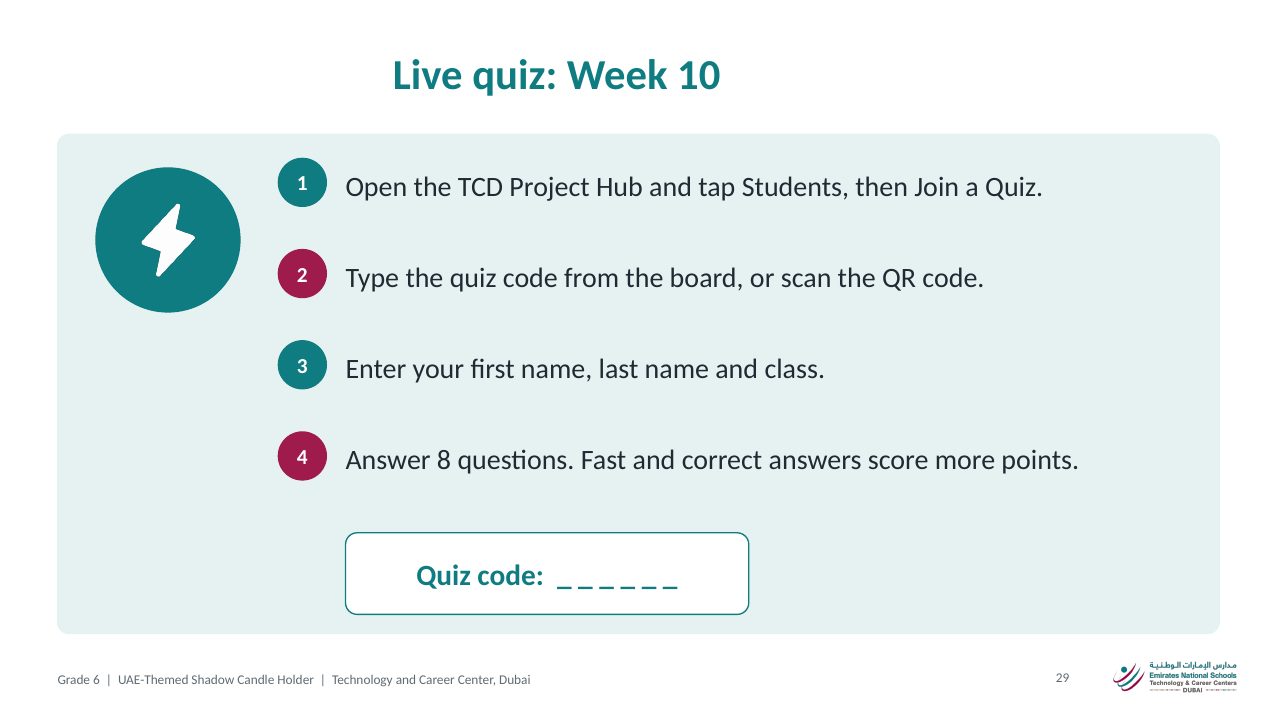 Live quiz: Week 10
1 Open the TCD Project Hub and tap Students, then Join a Quiz.
2 Type the quiz code from the board, or scan the QR code.
3 Enter your first name, last name and class.
4 Answer 8 questions. Fast and correct answers score more points.
Quiz code: _ _ _ _ _ _
Grade 6 | UAE-Themed Shadow Candle Holder | Technology and Career Center, Dubai
29
مدارس الإمارات الوطنية
Emirates National Schools
Technology & Career Centers
DUBAI